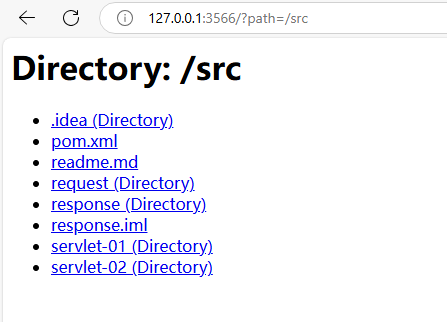 127.0.0.1:3566/?path=/src
Directory: /src
.idea (Directory)
pom.xml
readme.md
request (Directory)
response (Directory)
response.iml
servlet-01 (Directory)
servlet-02 (Directory)